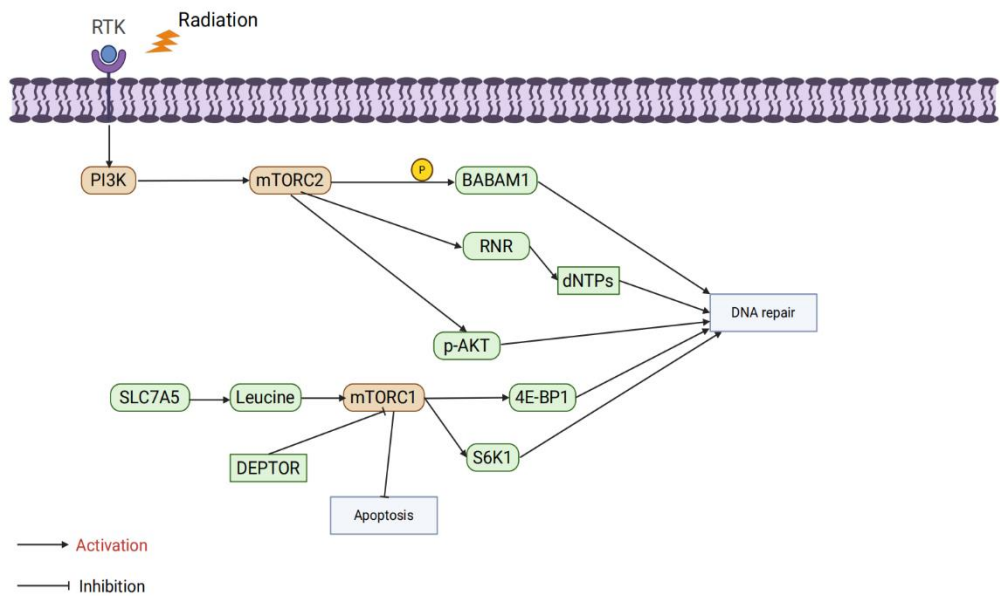 RTK
Radiation
PI3K
mTORC2
P
BABAM1
RNR
dNTPs
DNA repair
p-AKT
SLC7A5
Leucine
mTORC1
4E-BP1
DEPTOR
S6K1
Apoptosis
Activation
Inhibition